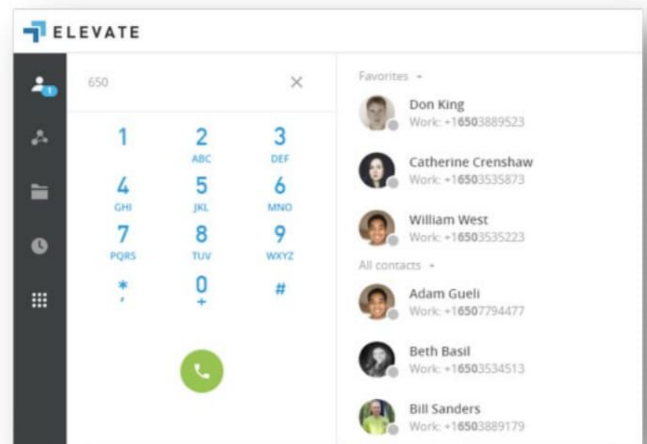 ELEVATE
1
650
1 2 3
ABC DEF
4 5 6
GHI JKL MNO
7 8 9
PQRS TUV WXYZ
* 0 #
, +
Favorites
Don King
Work: +16503889523
Catherine Crenshaw
Work: +16503535873
William West
Work: +16503535223
All contacts
Adam Gueli
Work: +16507794477
Beth Basil
Work: +16503534513
Bill Sanders
Work: +16503889179